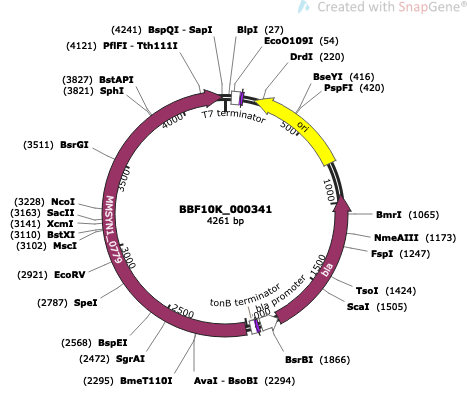 Created with SnapGene®
(4241) BspQI - SapI
BlpI (27)
(4121) PflFI - Tth111I
EcoO109I (54)
DrdI (220)
(3827) BstAPI
(3821) SphI
BseYI (416)
PspFI (420)
T7 terminator
ori
4000
500
(3511) BsrGI
3500
1000
(3228) NcoI
(3163) SacII
(3141) XcmI
(3110) BstXI
(3102) MscI
MMSYN1_0779
BBF10K_000341
4261 bp
BmrI (1065)
NmeAIII (1173)
FspI (1247)
3000
1500
bla
(2921) EcoRV
TsoI (1424)
ScaI (1505)
(2787) SpeI
tonB terminator
bla promoter
2500
(2568) BspEI
(2472) SgrAI
BsrBI (1866)
(2295) BmeT110I
AvaI - BsoBI (2294)